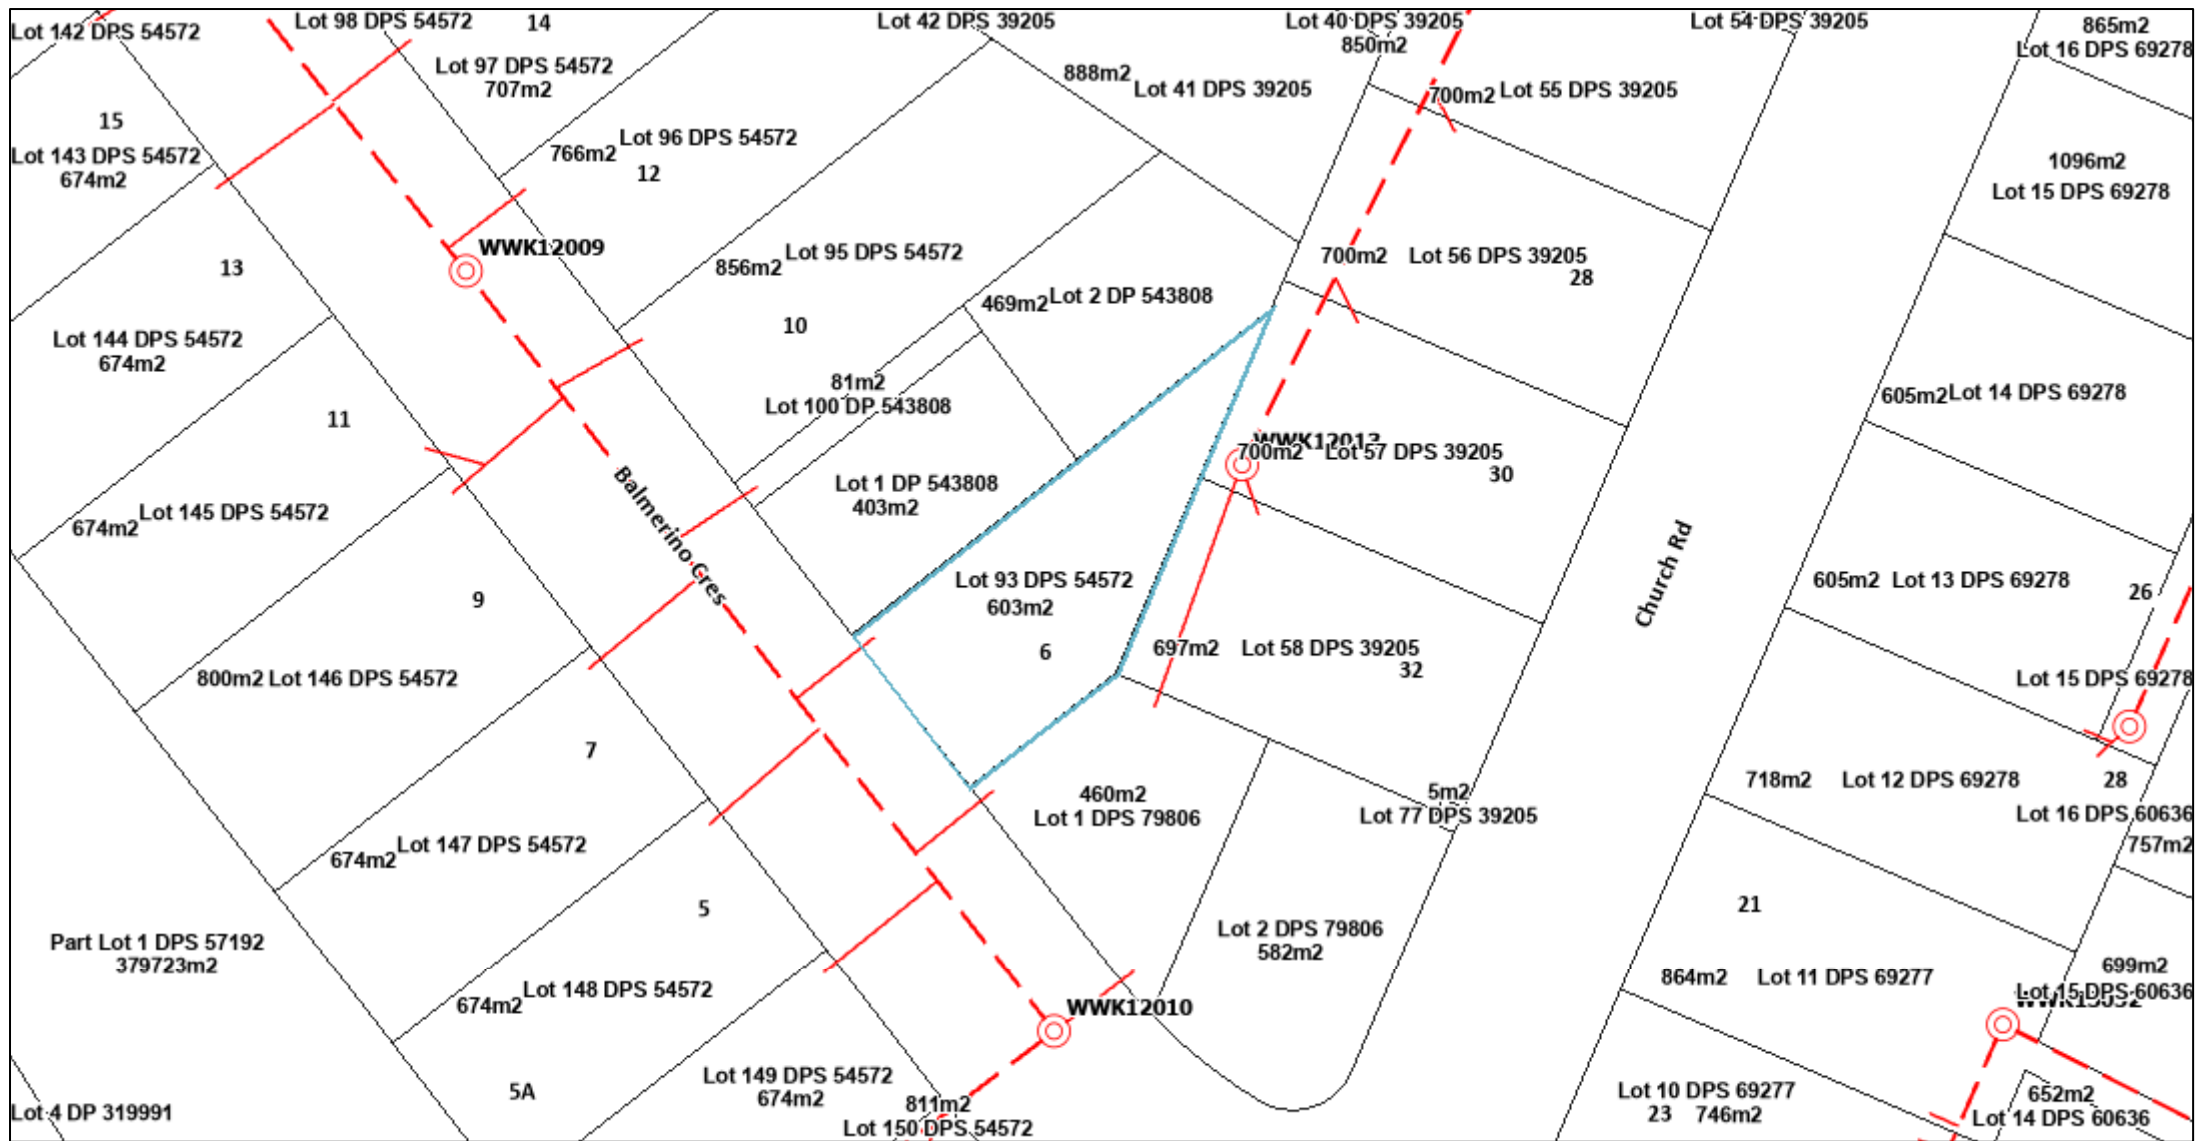 Lot 142 DPS 54572
Lot 98 DPS 54572
14
Lot 42 DPS 39205
Lot 40 DPS 39205
850m2
Lot 54 DPS 39205
865m2
Lot 16 DPS 69278
Lot 97 DPS 54572
707m2
888m2
Lot 41 DPS 39205
700m2
Lot 55 DPS 39205
15
Lot 143 DPS 54572
674m2
766m2
Lot 96 DPS 54572
12
1096m2
Lot 15 DPS 69278
WWK12009
13
856m2
Lot 95 DPS 54572
700m2
Lot 56 DPS 39205
28
469m2
Lot 2 DP 543808
10
Lot 144 DPS 54572
674m2
81m2
Lot 100 DP 543808
605m2
Lot 14 DPS 69278
11
700m2
Lot 57 DPS 39205
30
Lot 1 DP 543808
403m2
674m2
Lot 145 DPS 54572
Balmerino Cres
Church Rd
Lot 93 DPS 54572
603m2
6
605m2
Lot 13 DPS 69278
26
9
697m2
Lot 58 DPS 39205
32
800m2
Lot 146 DPS 54572
Lot 15 DPS 69278
7
718m2
Lot 12 DPS 69278
28
Lot 16 DPS 60636
757m2
460m2
Lot 1 DPS 79806
5m2
Lot 77 DPS 39205
674m2
Lot 147 DPS 54572
5
21
Lot 2 DPS 79806
582m2
Part Lot 1 DPS 57192
379723m2
864m2
Lot 11 DPS 69277
699m2
Lot 15 DPS 60636
674m2
Lot 148 DPS 54572
WWK12010
5A
Lot 149 DPS 54572
674m2
811m2
Lot 150 DPS 54572
Lot 4 DP 319991
Lot 10 DPS 69277
23
746m2
652m2
Lot 14 DPS 60636